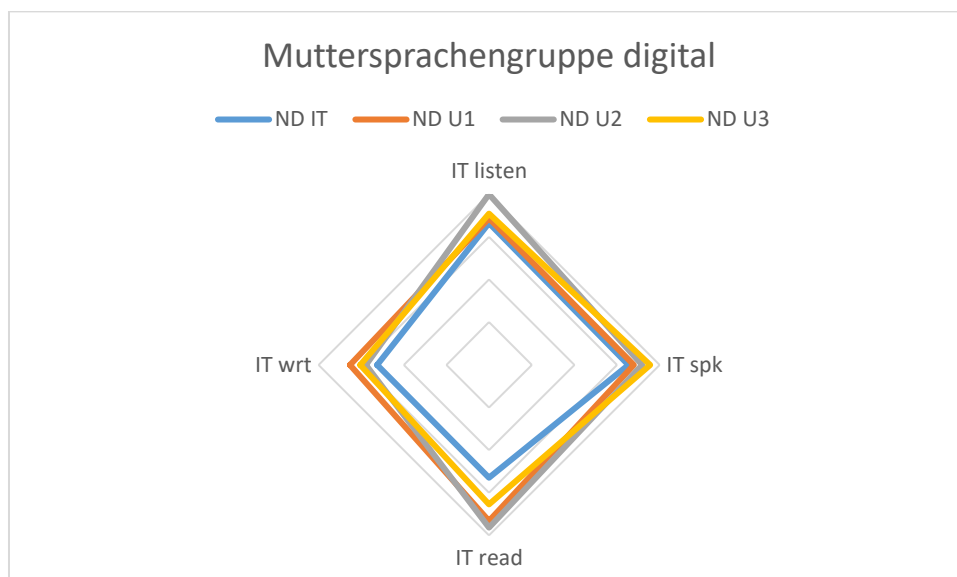 Muttersprachengruppe digital
ND IT ND U1 ND U2 ND U3
IT listen
IT wrt
IT spk
IT read